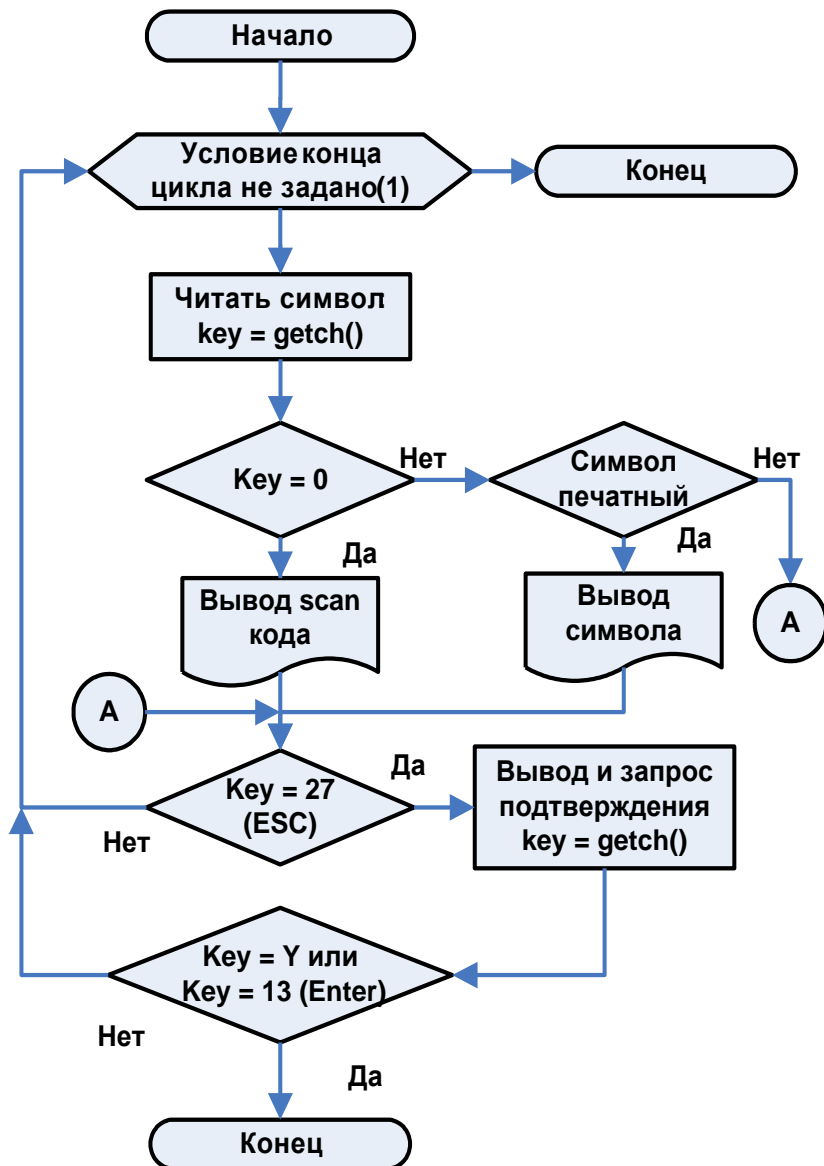 Начало
Условие конца
цикла не задано(1)
Конец
Читать символ
key = getch()
Key = 0
Нет
Символ
печатный
Нет
Да
Да
Вывод scan
кода
Вывод
символа
A
A
Key = 27
(ESC)
Да
Нет
Вывод и запрос
подтверждения
key = getch()
Key = Y или
Key = 13 (Enter)
Нет
Да
Конец